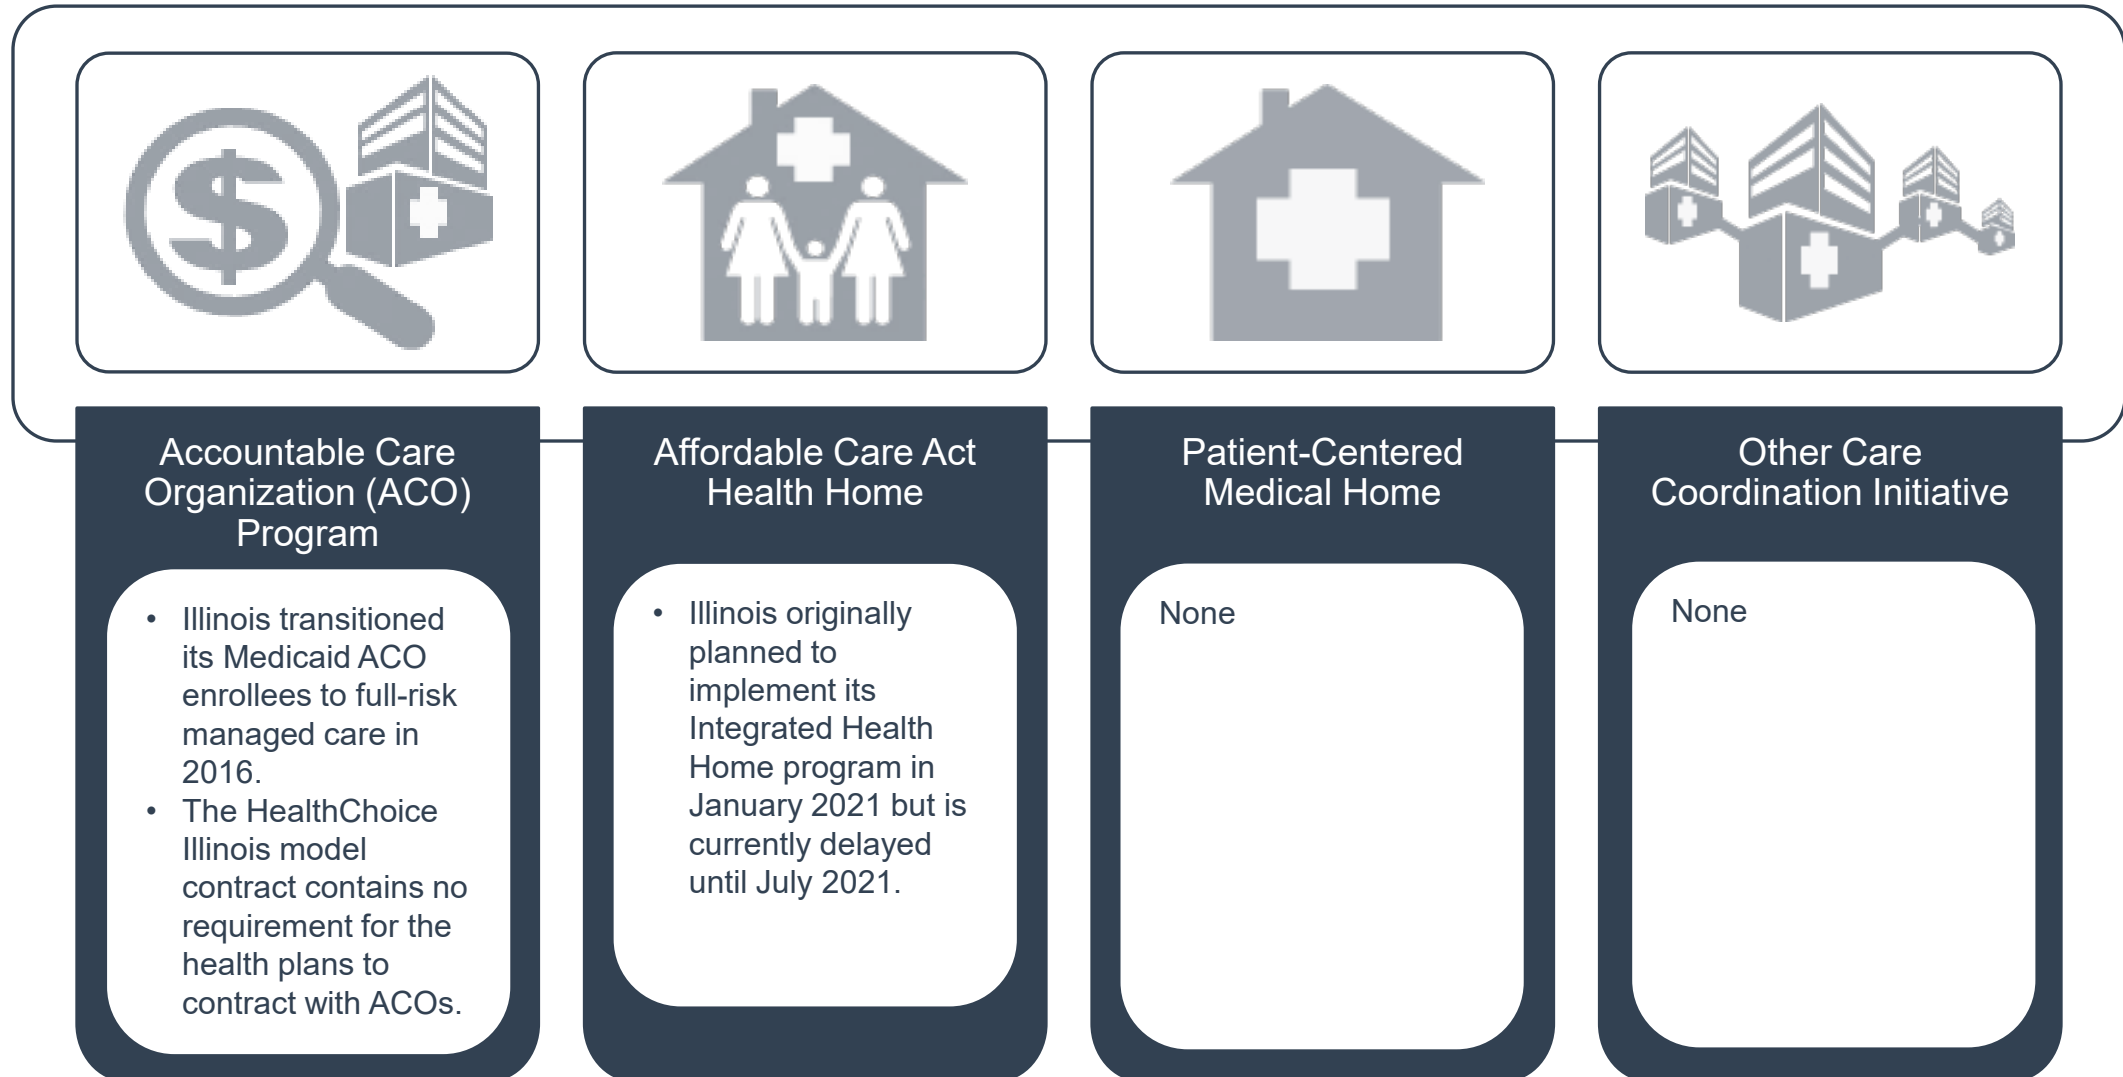 Accountable Care
Organization (ACO)
Program
• Illinois transitioned
its Medicaid ACO
enrollees to full-risk
managed care in
2016.
• The HealthChoice
Illinois model
contract contains no
requirement for the
health plans to
contract with ACOs.
Affordable Care Act
Health Home
• Illinois originally
planned to
implement its
Integrated Health
Home program in
January 2021 but is
currently delayed
until July 2021.
Patient-Centered
Medical Home
None
Other Care
Coordination Initiative
None